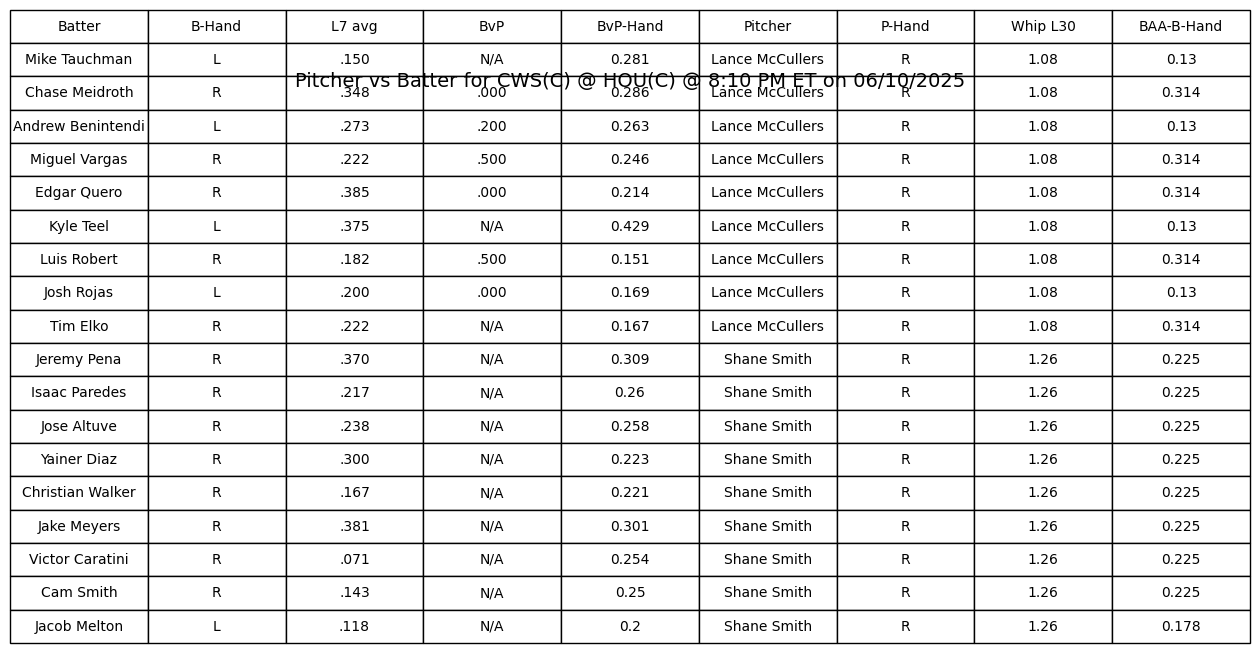 Batter B-Hand L7 avg BvP BvP-Hand Pitcher P-Hand Whip L30 BAA-B-Hand
Mike Tauchman L .150 N/A 0.281 Lance McCullers R 1.08 0.13
Pitcher vs Batter for CWS(C) @ HOU(C) @ 8:10 PM ET on 06/10/2025
Chase Meidroth R .348 .000 0.286 Lance McCullers R 1.08 0.314
Andrew Benintendi L .273 .200 0.263 Lance McCullers R 1.08 0.13
Miguel Vargas R .222 .500 0.246 Lance McCullers R 1.08 0.314
Edgar Quero R .385 .000 0.214 Lance McCullers R 1.08 0.314
Kyle Teel L .375 N/A 0.429 Lance McCullers R 1.08 0.13
Luis Robert R .182 .500 0.151 Lance McCullers R 1.08 0.314
Josh Rojas L .200 .000 0.169 Lance McCullers R 1.08 0.13
Tim Elko R .222 N/A 0.167 Lance McCullers R 1.08 0.314
Jeremy Pena R .370 N/A 0.309 Shane Smith R 1.26 0.225
Isaac Paredes R .217 N/A 0.26 Shane Smith R 1.26 0.225
Jose Altuve R .238 N/A 0.258 Shane Smith R 1.26 0.225
Yainer Diaz R .300 N/A 0.223 Shane Smith R 1.26 0.225
Christian Walker R .167 N/A 0.221 Shane Smith R 1.26 0.225
Jake Meyers R .381 N/A 0.301 Shane Smith R 1.26 0.225
Victor Caratini R .071 N/A 0.254 Shane Smith R 1.26 0.225
Cam Smith R .143 N/A 0.25 Shane Smith R 1.26 0.225
Jacob Melton L .118 N/A 0.2 Shane Smith R 1.26 0.178